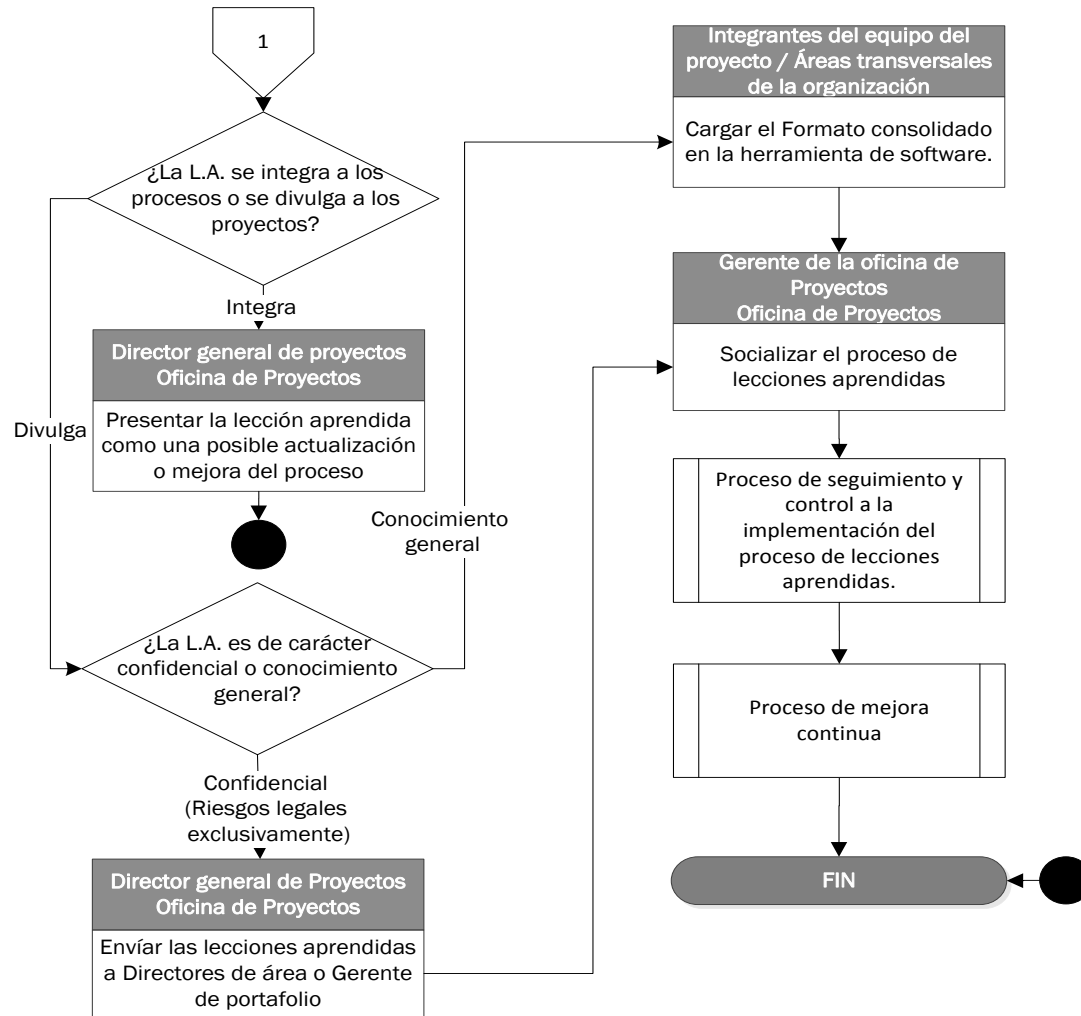 1
¿La L.A. se integra a los
procesos o se divulga a los
proyectos?
Integra
Director general de proyectos
Oficina de Proyectos
Presentar la lección aprendida
como una posible actualización
o mejora del proceso
Divulga
Conocimiento
general
¿La L.A. es de carácter
confidencial o conocimiento
general?
Confidencial
(Riesgos legales
exclusivamente)
Director general de Proyectos
Oficina de Proyectos
Envíar las lecciones aprendidas
a Directores de área o Gerente
de portafolio
Integrantes del equipo del
proyecto / Áreas transversales
de la organización
Cargar el Formato consolidado
en la herramienta de software.
Gerente de la oficina de
Proyectos
Oficina de Proyectos
Socializar el proceso de
lecciones aprendidas
Proceso de seguimiento y
control a la
implementación del
proceso de lecciones
aprendidas.
Proceso de mejora
continua
FIN